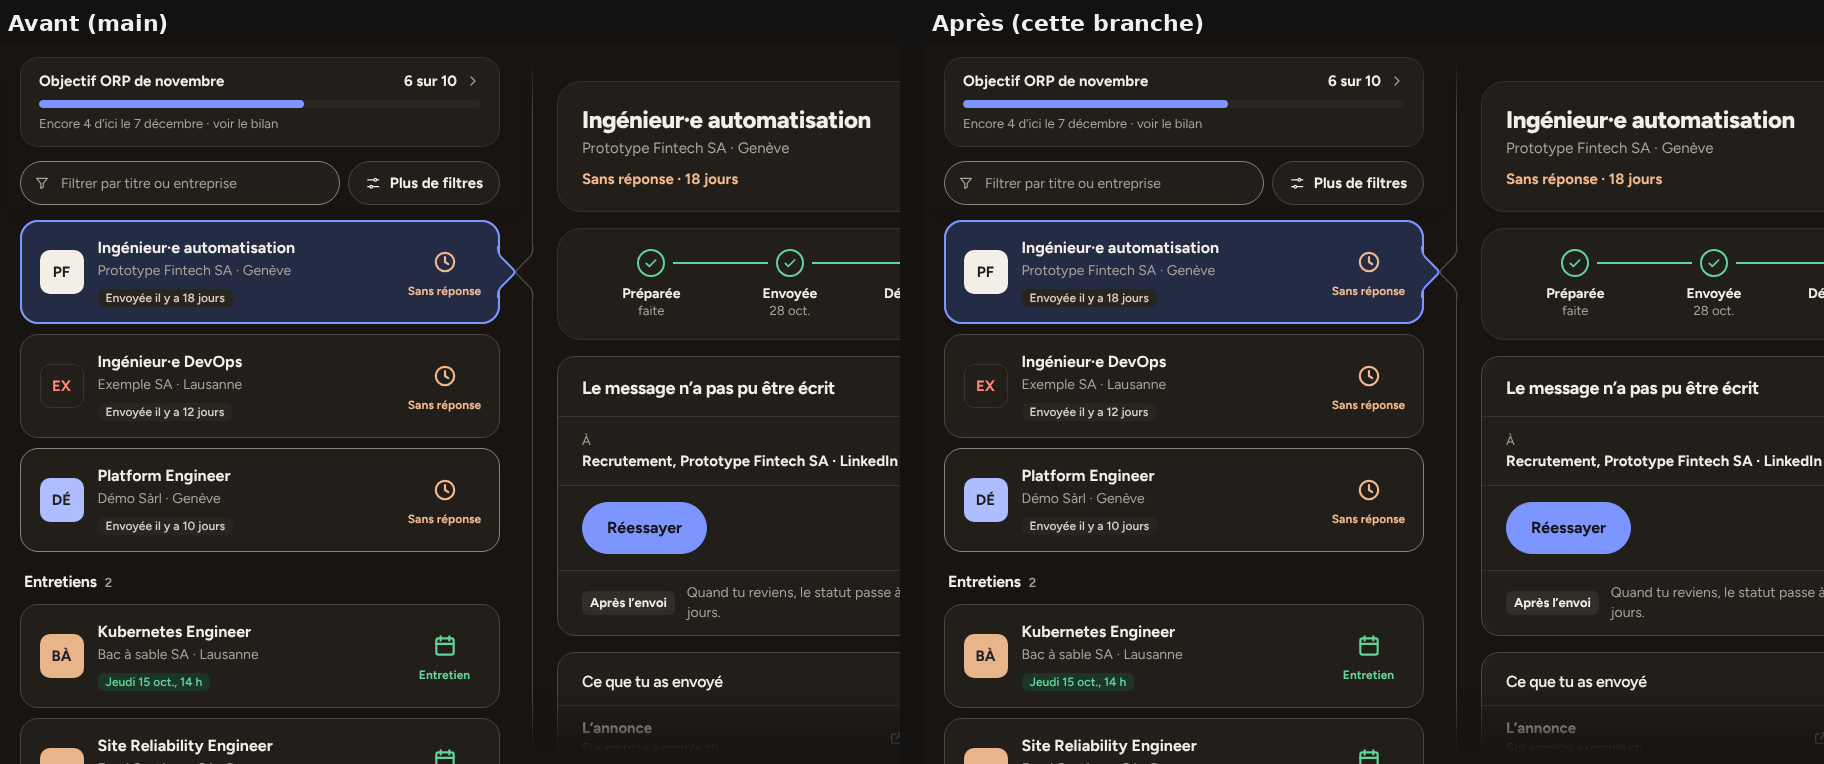 Avant (main)
Objectif ORP de novembre
6 sur 10
Encore 4 d’ici le 7 décembre · voir le bilan
Filtrer par titre ou entreprise
Plus de filtres
PF
Ingénieur·e automatisation
Prototype Fintech SA · Genève
Envoyée il y a 18 jours
Sans réponse
EX
Ingénieur·e DevOps
Exemple SA · Lausanne
Envoyée il y a 12 jours
Sans réponse
DÉ
Platform Engineer
Démo Sàrl · Genève
Envoyée il y a 10 jours
Sans réponse
Entretiens 2
BÀ
Kubernetes Engineer
Bac à sable SA · Lausanne
Jeudi 15 oct., 14 h
Entretien
Site Reliability Engineer
Ingénieur·e automatisation
Prototype Fintech SA · Genève
Sans réponse · 18 jours
Préparée
faite
Envoyée
28 oct.
Dé
Le message n’a pas pu être écrit
À
Recrutement, Prototype Fintech SA · LinkedIn
Réessayer
Après l’envoi
Quand tu reviens, le statut passe à
jours.
Ce que tu as envoyé
L’annonce
Sur emplois.exemple.ch
Après (cette branche)
Objectif ORP de novembre
6 sur 10
Encore 4 d’ici le 7 décembre · voir le bilan
Filtrer par titre ou entreprise
Plus de filtres
PF
Ingénieur·e automatisation
Prototype Fintech SA · Genève
Envoyée il y a 18 jours
Sans réponse
EX
Ingénieur·e DevOps
Exemple SA · Lausanne
Envoyée il y a 12 jours
Sans réponse
DÉ
Platform Engineer
Démo Sàrl · Genève
Envoyée il y a 10 jours
Sans réponse
Entretiens 2
BÀ
Kubernetes Engineer
Bac à sable SA · Lausanne
Jeudi 15 oct., 14 h
Entretien
Site Reliability Engineer
Ingénieur·e automatisation
Prototype Fintech SA · Genève
Sans réponse · 18 jours
Préparée
faite
Envoyée
28 oct.
Dé
Le message n’a pas pu être écrit
À
Recrutement, Prototype Fintech SA · LinkedIn
Réessayer
Après l’envoi
Quand tu reviens, le statut passe à
jours.
Ce que tu as envoyé
L’annonce
Sur emplois.exemple.ch